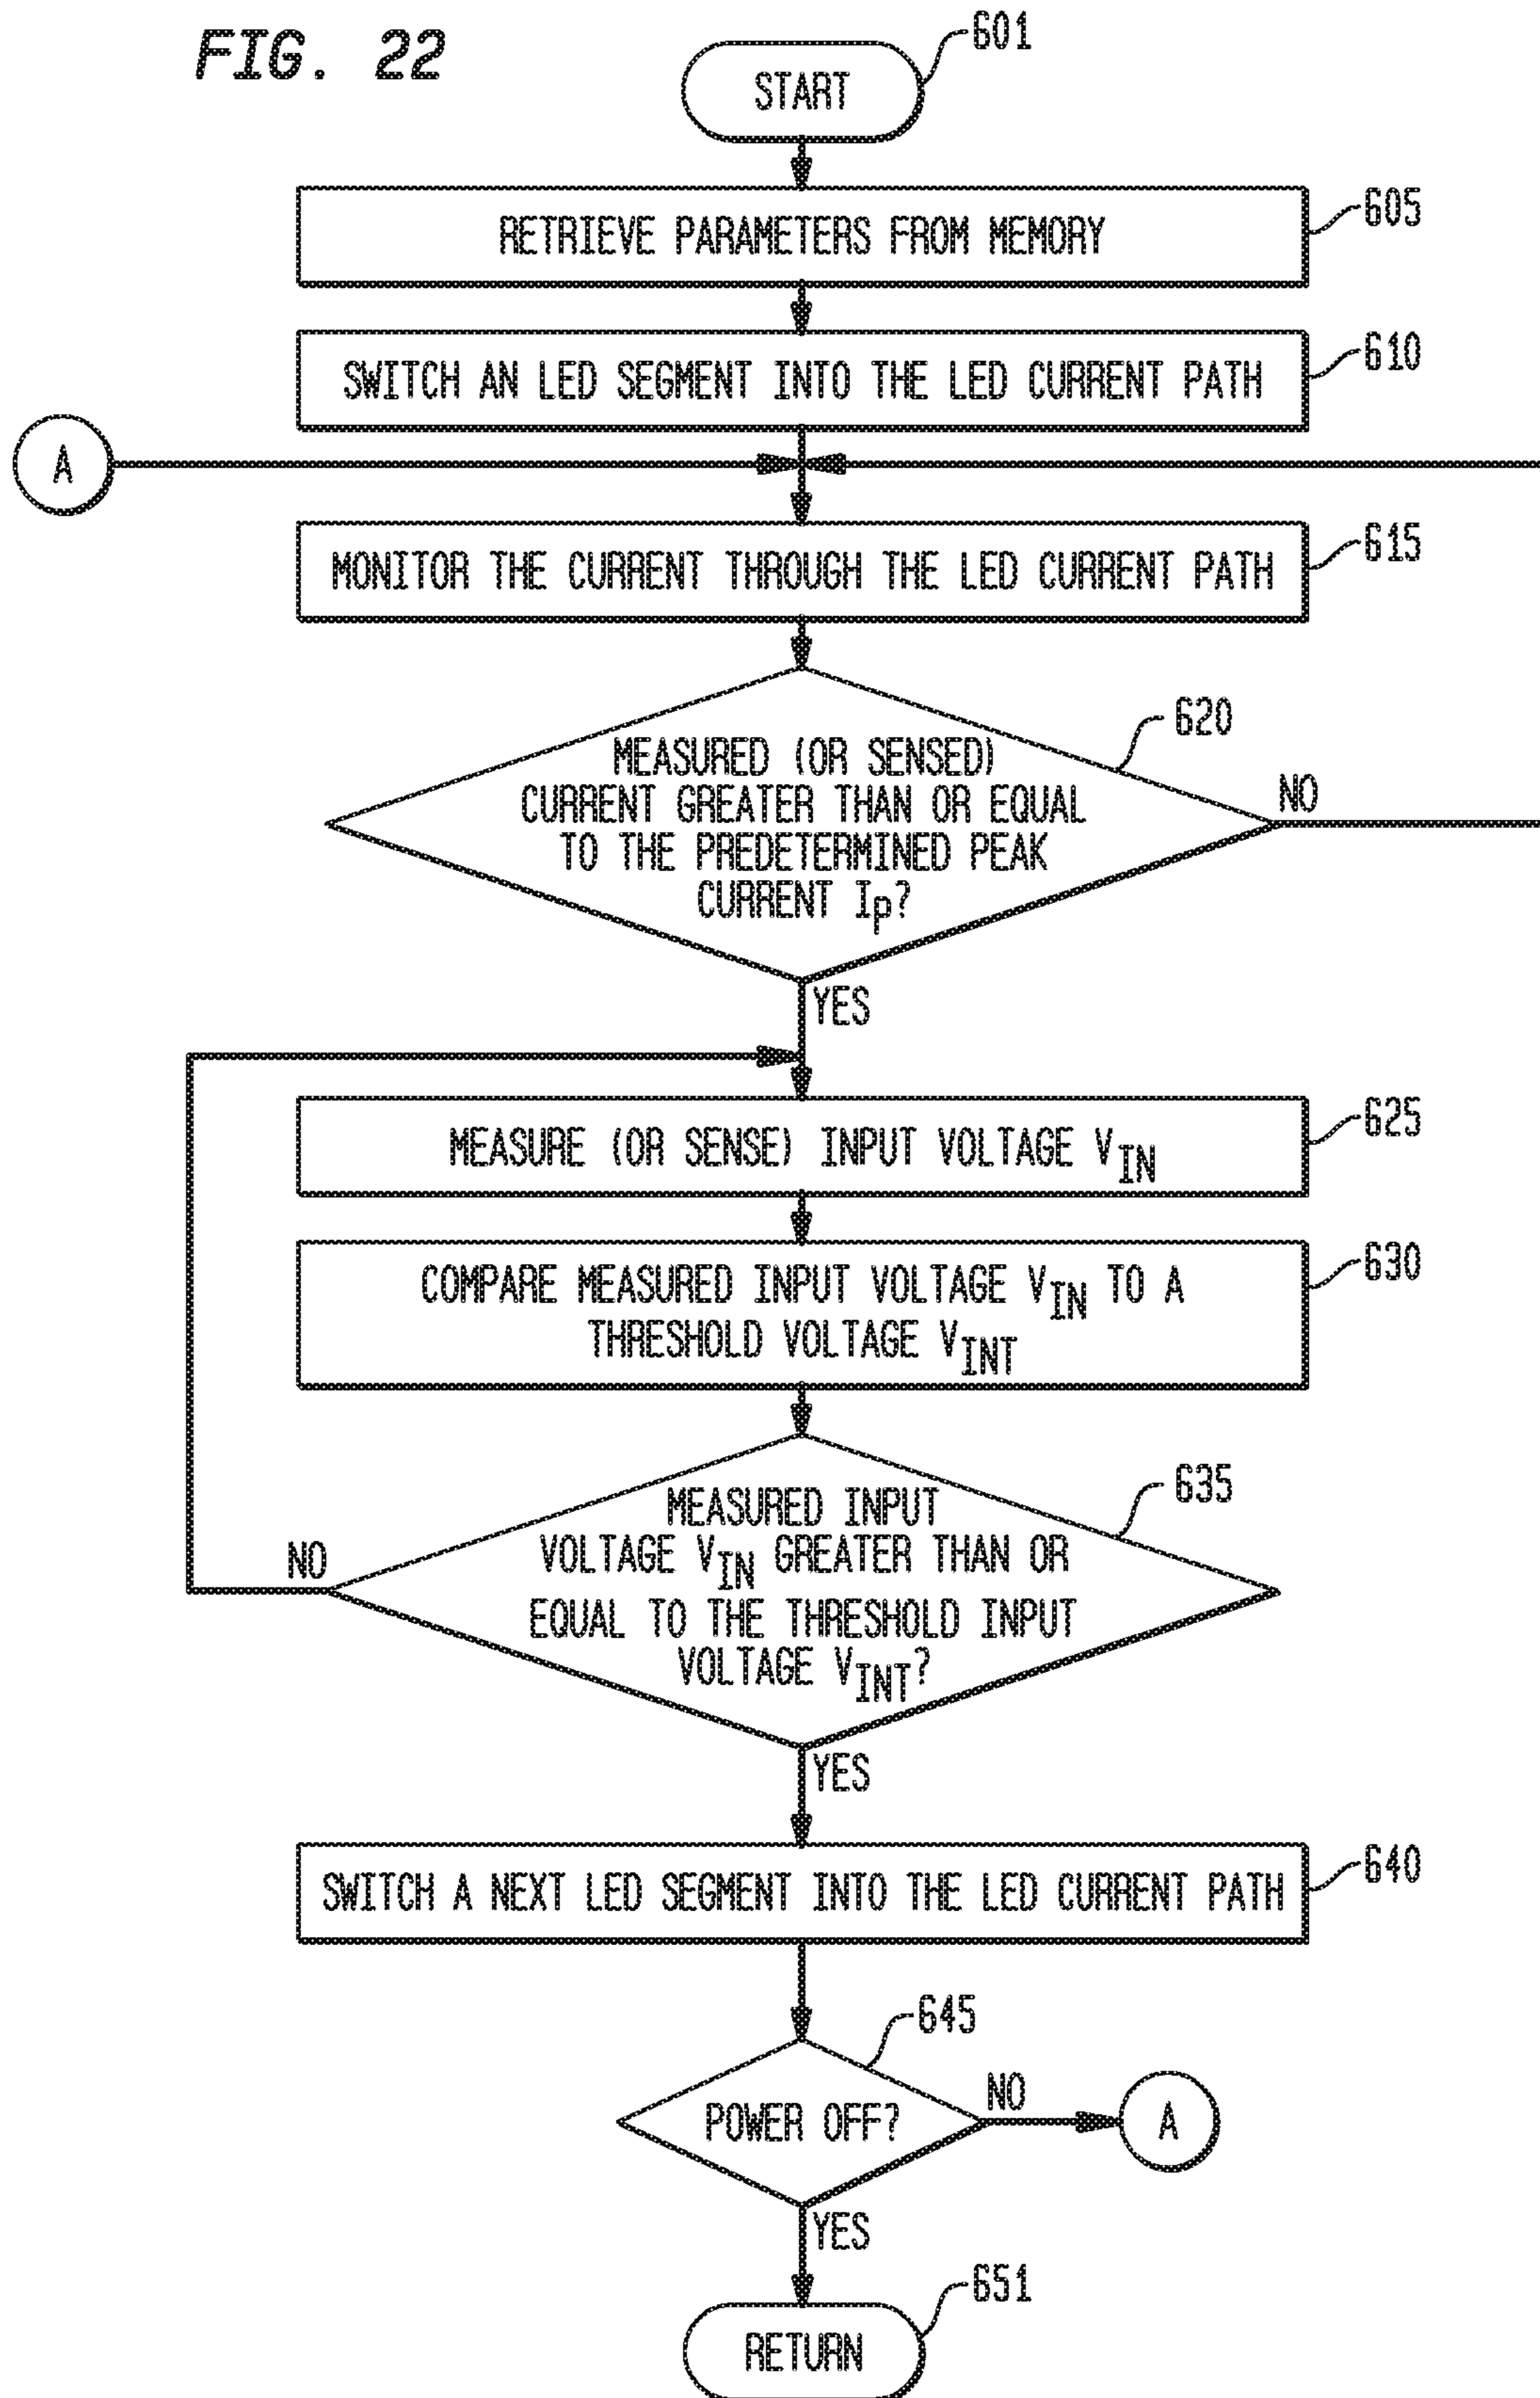 FIG. 22
START
601
RETRIEVE PARAMETERS FROM MEMORY
605
SWITCH AN LED SEGMENT INTO THE LED CURRENT PATH
610
A
MONITOR THE CURRENT THROUGH THE LED CURRENT PATH
615
MEASURED (OR SENSED)
CURRENT GREATER THAN OR EQUAL
TO THE PREDETERMINED PEAK
CURRENT Ip?
620
NO
YES
MEASURE (OR SENSE) INPUT VOLTAGE VIN
625
COMPARE MEASURED INPUT VOLTAGE VIN TO A
THRESHOLD VOLTAGE VINT
630
MEASURED INPUT
VOLTAGE VIN GREATER THAN OR
EQUAL TO THE THRESHOLD INPUT
VOLTAGE VINT?
635
NO
YES
SWITCH A NEXT LED SEGMENT INTO THE LED CURRENT PATH
640
POWER OFF?
645
NO
A
YES
RETURN
651